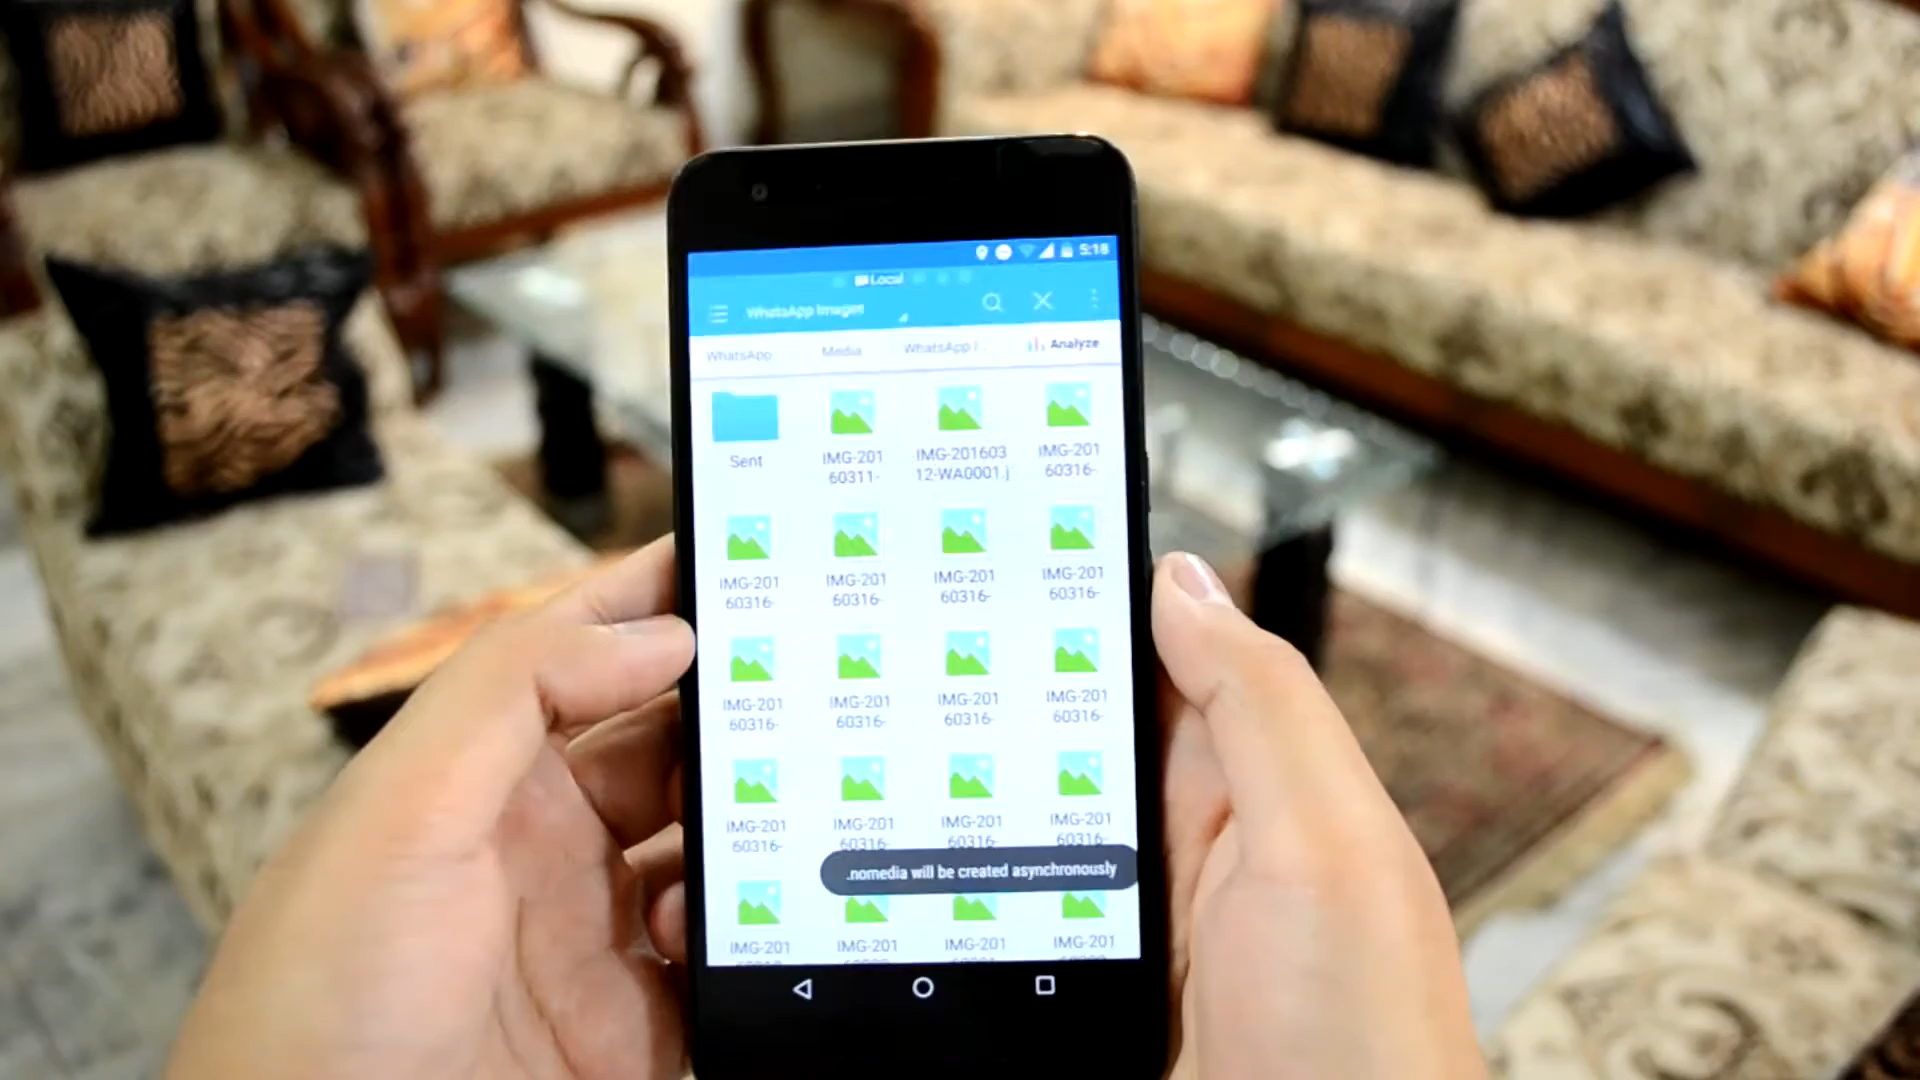 5:18
Local
WhatsApp Images
WhatsApp
Media
WhatsApp I...
Analyze
Sent
IMG-201
60311-
IMG-201603
12-WA0001.j
IMG-201
60316-
IMG-201
60316-
IMG-201
60316-
IMG-201
60316-
IMG-201
60316-
IMG-201
60316-
IMG-201
60316-
IMG-201
60316-
IMG-201
60316-
IMG-201
60316-
IMG-201
60316-
IMG-201
60316-
IMG-201
60316-
.nomedia will be created asynchronously
IMG-201
IMG-201
IMG-201
IMG-201